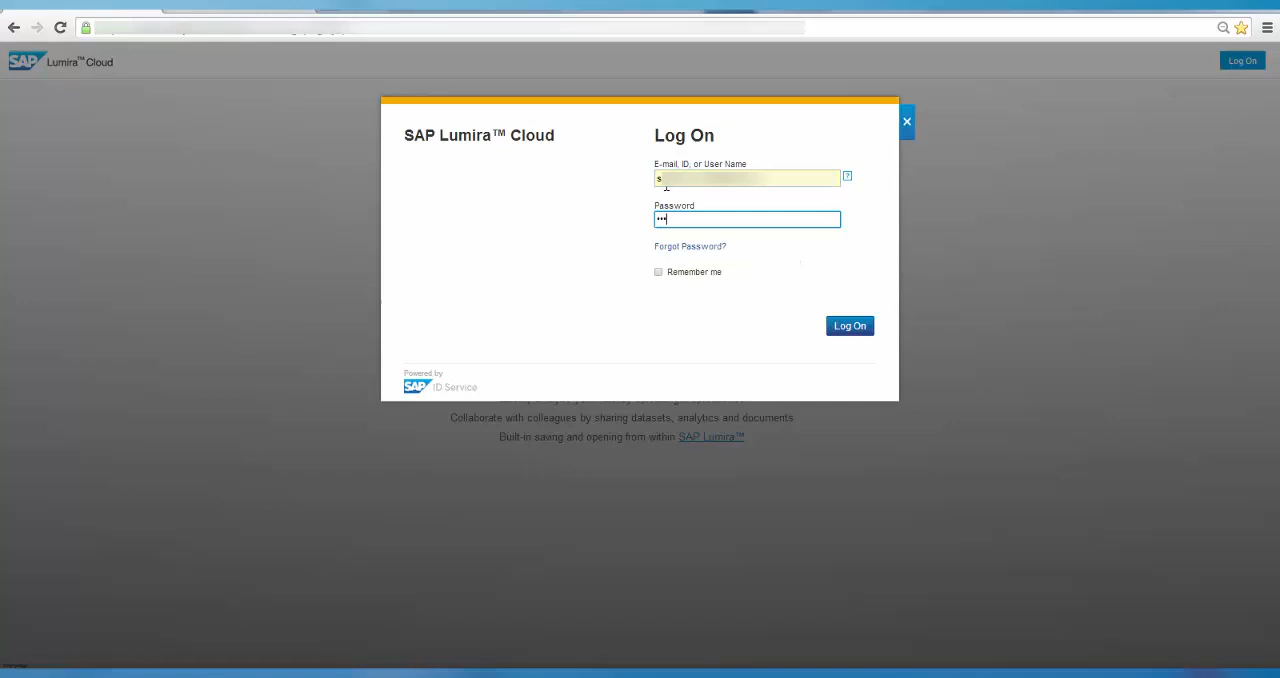 SAP Lumira™ Cloud
Log On
SAP Lumira™ Cloud
Log On
E-mail, ID, or User Name
s
?
Password
Forgot Password?
Remember me
Log On
Powered by
SAP ID Service
Collaborate with colleagues by sharing datasets, analytics and documents
Built-in saving and opening from within SAP Lumira™